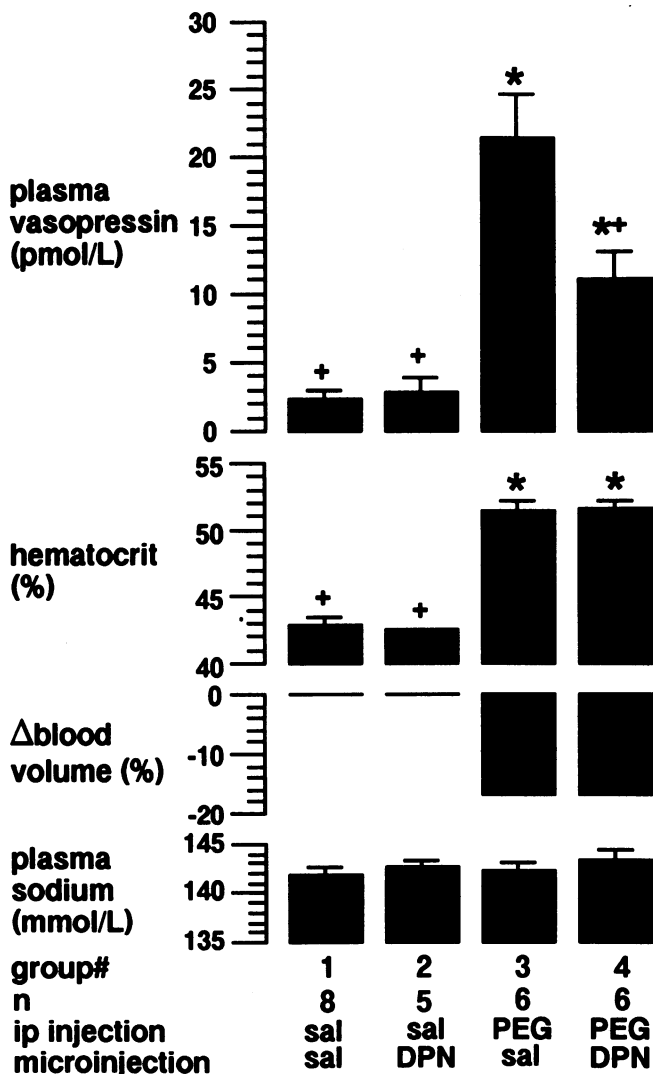 30
25
20
15
10
5
0
plasma
vasopressin
(pmol/L)
+
+
*
*+
55
50
45
40
hematocrit
(%)
+
+
*
*
0
-10
-20
Δblood
volume (%)
145
140
135
plasma
sodium
(mmol/L)
group# 1 2 3 4
n 8 5 6 6
ip injection sal sal PEG PEG
microinjection sal DPN sal DPN